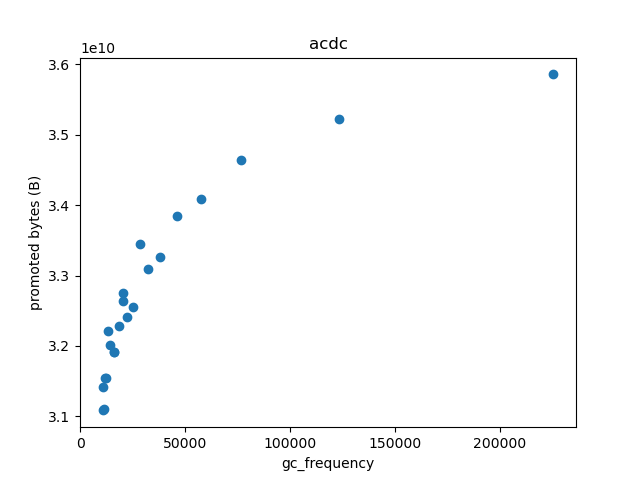 acdc
1e10
3.6
3.5
3.4
3.3
3.2
3.1
promoted bytes (B)
0 50000 100000 150000 200000
gc_frequency